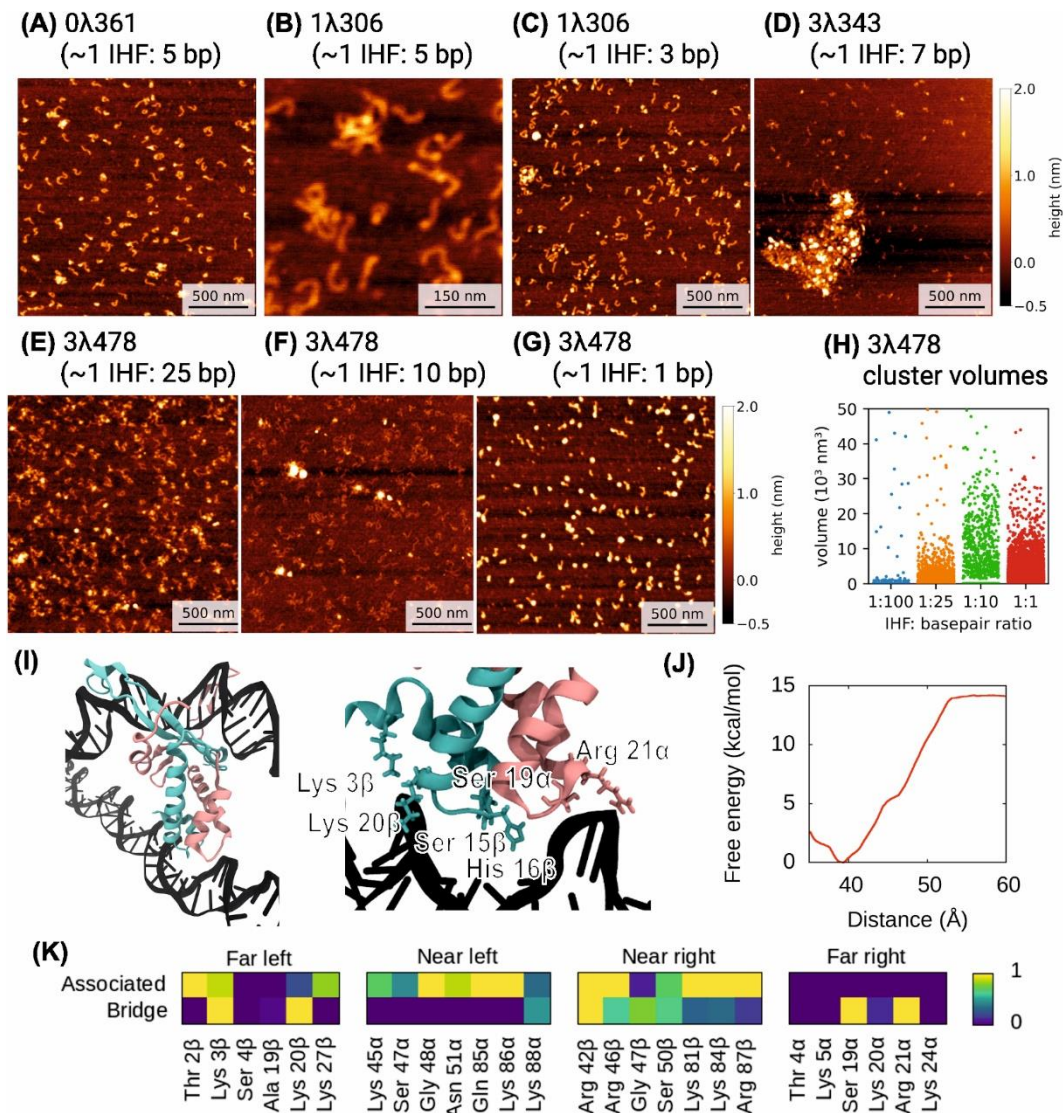 (A) 0λ361
(~1 IHF: 5 bp)
(B) 1λ306
(~1 IHF: 5 bp)
(C) 1λ306
(~1 IHF: 3 bp)
(D) 3λ343
(~1 IHF: 7 bp)
500 nm
150 nm
500 nm
500 nm
2.0
1.0
0.0
−0.5
height (nm)
(E) 3λ478
(~1 IHF: 25 bp)
(F) 3λ478
(~1 IHF: 10 bp)
(G) 3λ478
(~1 IHF: 1 bp)
(H) 3λ478
cluster volumes
500 nm
500 nm
500 nm
2.0
1.0
0.0
−0.5
height (nm)
50
40
30
20
10
0
volume (10³ nm³)
1:100 1:25 1:10 1:1
IHF: basepair ratio
(I)
Lys 3β
Lys 20β
Ser 15β
His 16β
Ser 19α
Arg 21α
(J)
15
10
5
0
Free energy (kcal/mol)
40 50 60
Distance (Å)
(K)
Far left Near left Near right Far right
Associated
Bridge
1
0
Thr 2β
Lys 3β
Ser 4β
Ala 19β
Lys 20β
Lys 27β
Lys 45α
Ser 47α
Gly 48α
Asn 51α
Gln 85α
Lys 86α
Lys 88α
Arg 42β
Arg 46β
Gly 47β
Ser 50β
Lys 81β
Lys 84β
Arg 87β
Thr 4α
Lys 5α
Ser 19α
Lys 20α
Arg 21α
Lys 24α